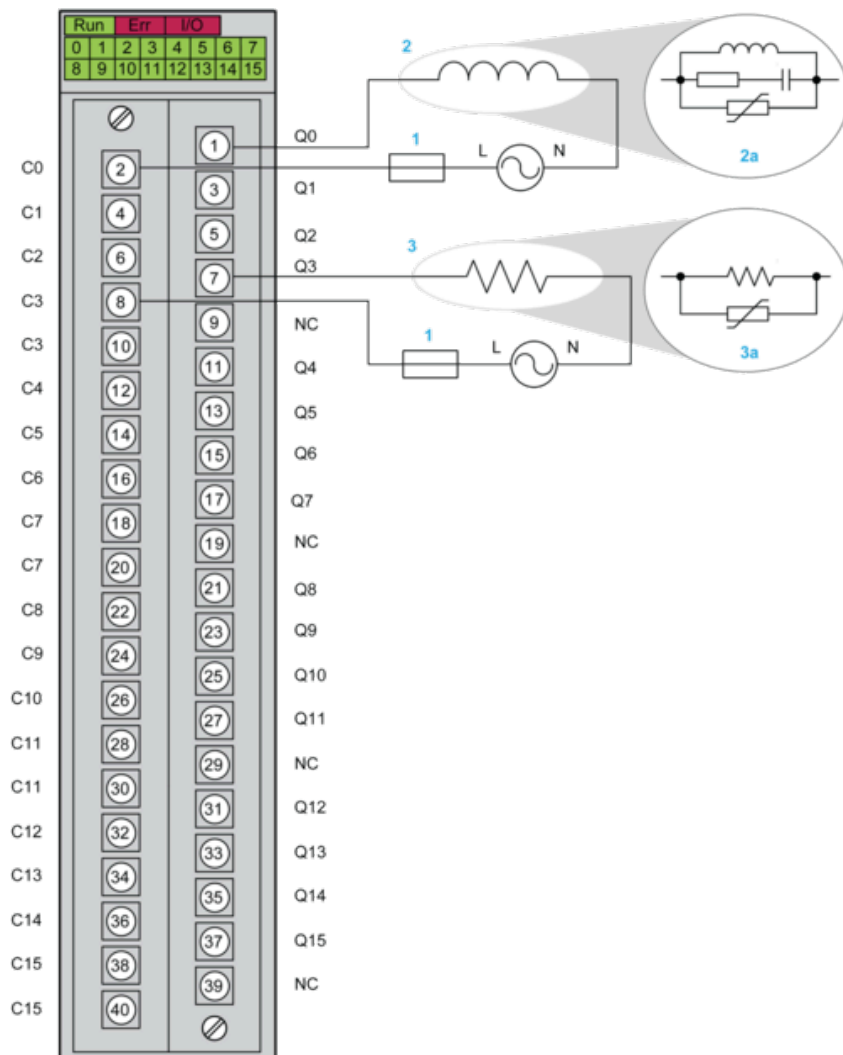 Run Err I/O
0 1 2 3 4 5 6 7
8 9 10 11 12 13 14 15
2
2a
1 Q0
C0 2 1 L N
3 Q1
C1 4
5 Q2
C2 6
3
7 Q3
C3 8
3a
9 NC
1 L N
C3 10
11 Q4
C4 12
13 Q5
C5 14
15 Q6
C6 16
17 Q7
C7 18
19 NC
C7 20
21 Q8
C8 22
23 Q9
C9 24
25 Q10
C10 26
27 Q11
C11 28
29 NC
C11 30
31 Q12
C12 32
33 Q13
C13 34
35 Q14
C14 36
37 Q15
C15 38
39 NC
C15 40